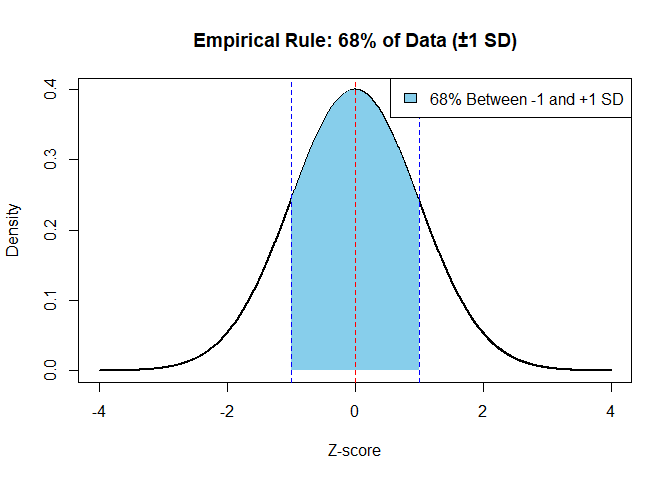 Empirical Rule: 68% of Data (±1 SD)
68% Between -1 and +1 SD
Density
0.4
0.3
0.2
0.1
0.0
-4 -2 0 2 4
Z-score